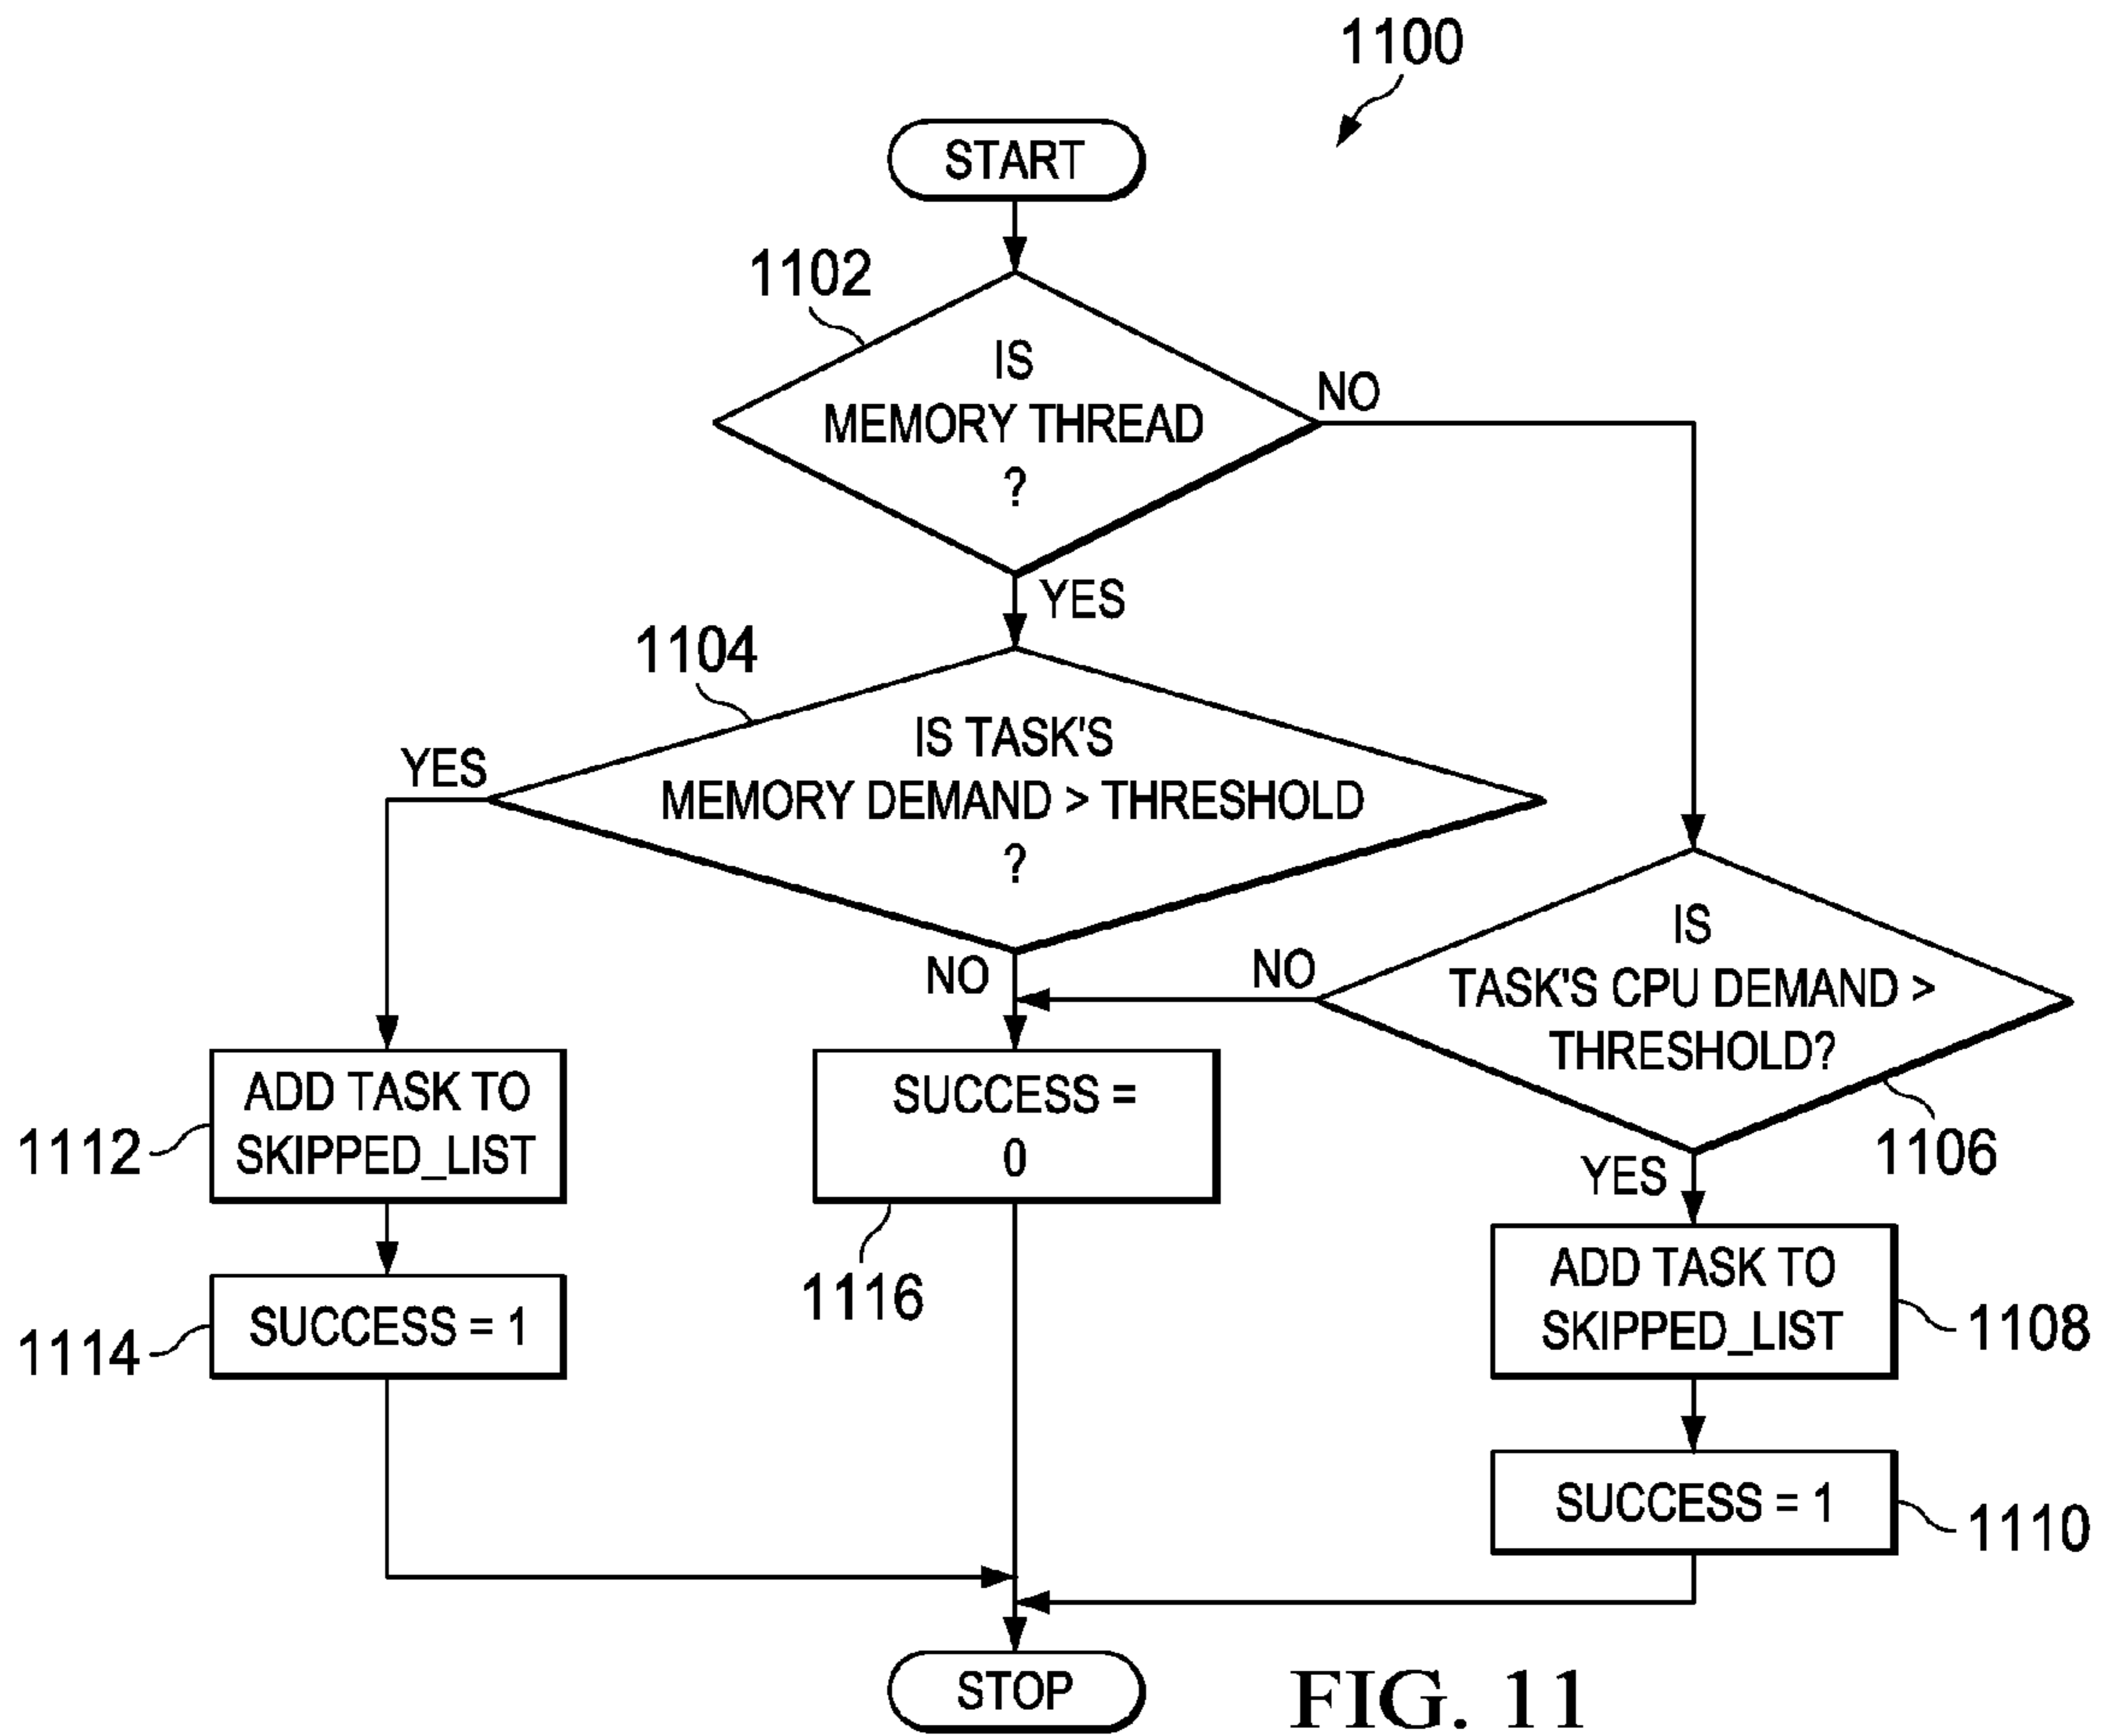 1100
START
1102
IS
MEMORY THREAD
?
NO
YES
1104
IS TASK'S
MEMORY DEMAND > THRESHOLD
?
YES
NO
NO
IS
TASK'S CPU DEMAND >
THRESHOLD?
1106
YES
ADD TASK TO
SKIPPED_LIST
1112
SUCCESS = 1
1114
SUCCESS =
0
1116
ADD TASK TO
SKIPPED_LIST
1108
SUCCESS = 1
1110
STOP
FIG. 11